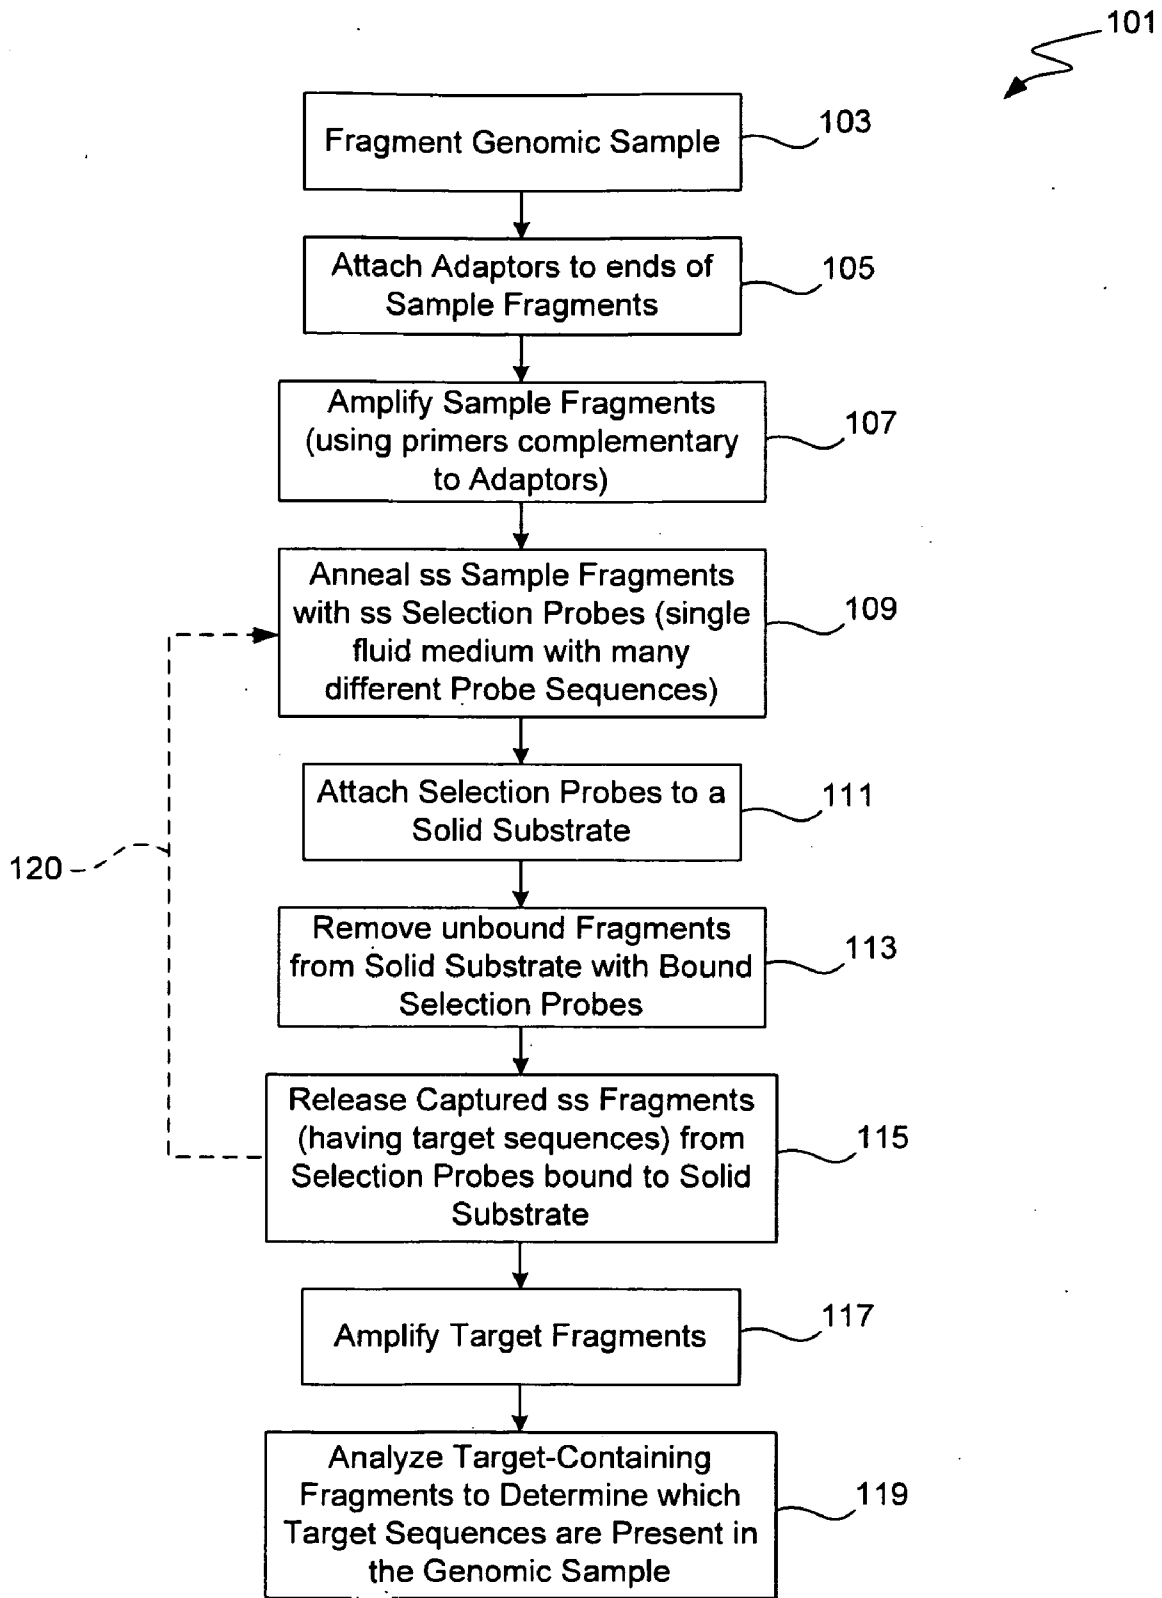 101
Fragment Genomic Sample
103
Attach Adaptors to ends of
Sample Fragments
105
Amplify Sample Fragments
(using primers complementary
to Adaptors)
107
Anneal ss Sample Fragments
with ss Selection Probes (single
fluid medium with many
different Probe Sequences)
109
Attach Selection Probes to a
Solid Substrate
111
120
Remove unbound Fragments
from Solid Substrate with Bound
Selection Probes
113
Release Captured ss Fragments
(having target sequences) from
Selection Probes bound to Solid
Substrate
115
Amplify Target Fragments
117
Analyze Target-Containing
Fragments to Determine which
Target Sequences are Present in
the Genomic Sample
119